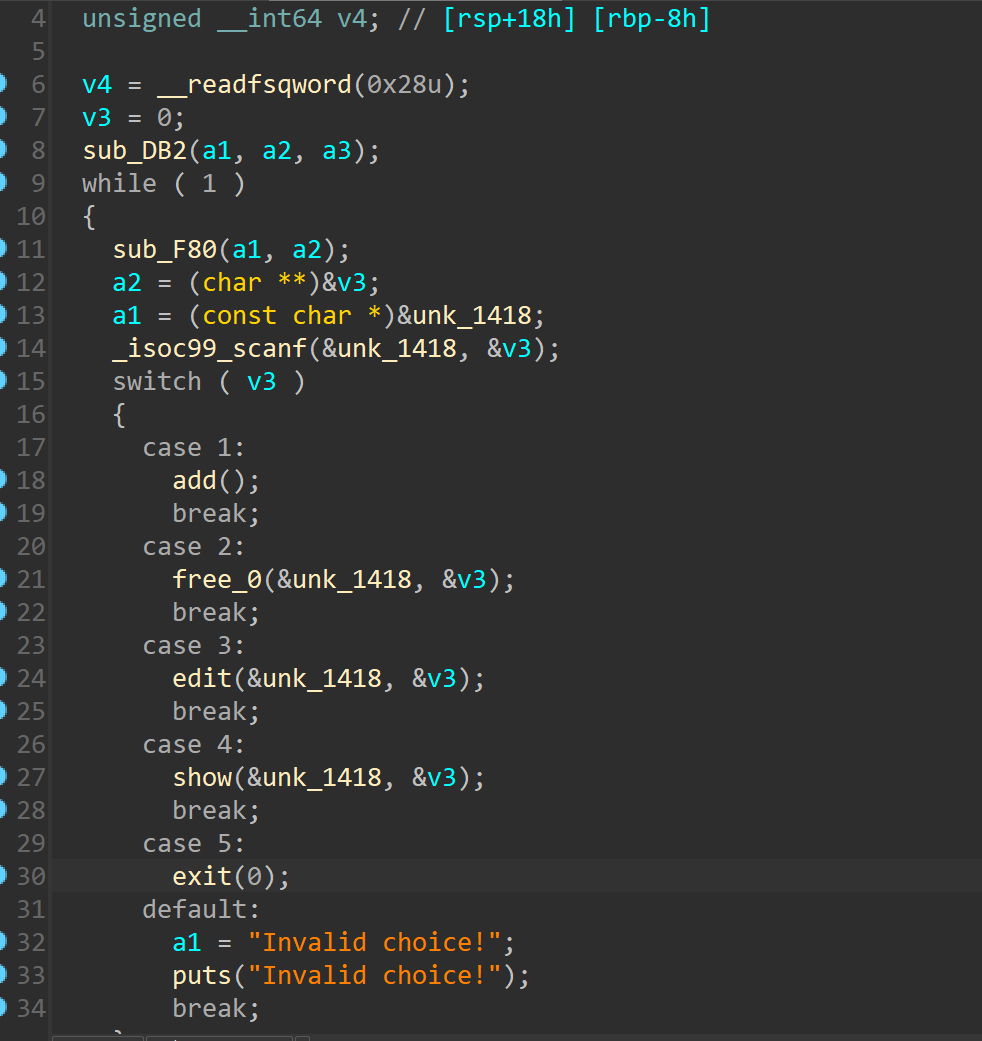 4 unsigned __int64 v4; // [rsp+18h] [rbp-8h]
5
6 v4 = __readfsqword(0x28u);
7 v3 = 0;
8 sub_DB2(a1, a2, a3);
9 while ( 1 )
10 {
11 sub_F80(a1, a2);
12 a2 = (char **)&v3;
13 a1 = (const char *)&unk_1418;
14 _isoc99_scanf(&unk_1418, &v3);
15 switch ( v3 )
16 {
17 case 1:
18 add();
19 break;
20 case 2:
21 free_0(&unk_1418, &v3);
22 break;
23 case 3:
24 edit(&unk_1418, &v3);
25 break;
26 case 4:
27 show(&unk_1418, &v3);
28 break;
29 case 5:
30 exit(0);
31 default:
32 a1 = "Invalid choice!";
33 puts("Invalid choice!");
34 break;